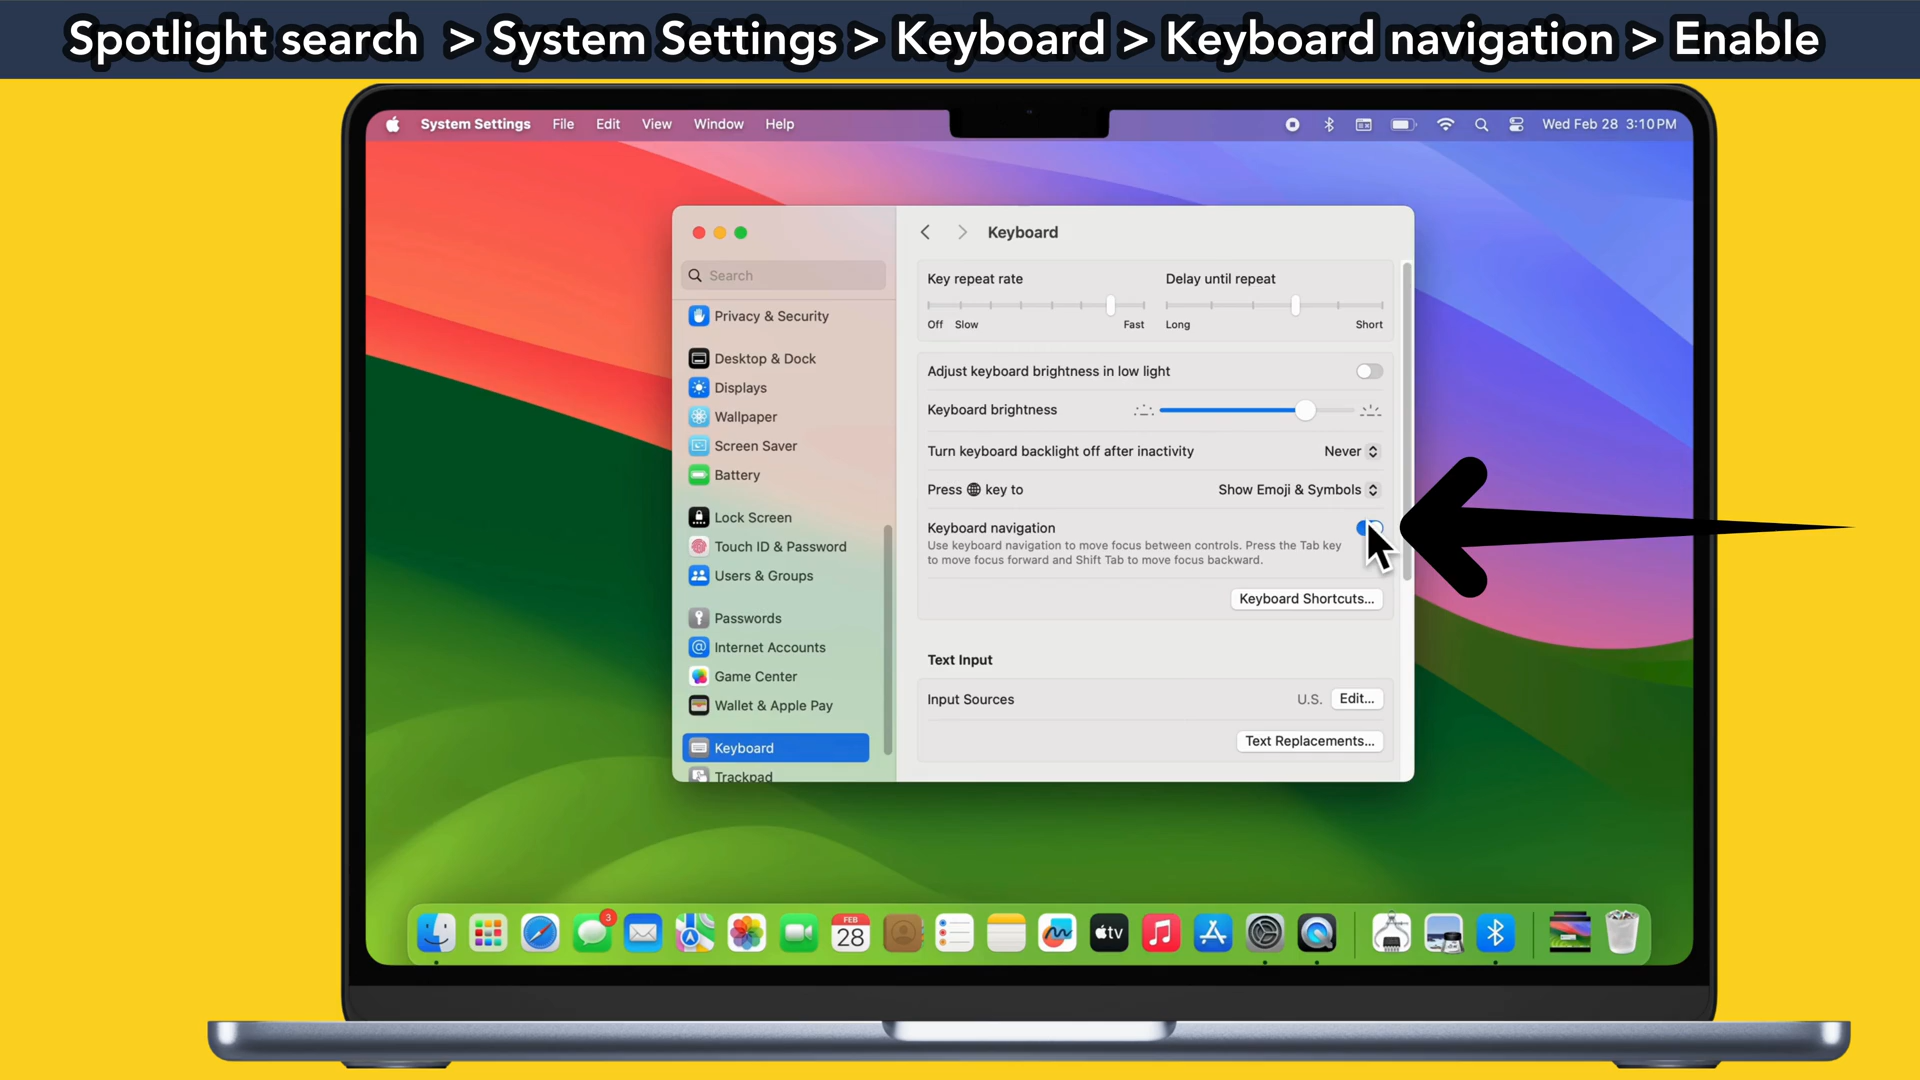 Spotlight search > System Settings > Keyboard > Keyboard navigation > Enable
System Settings File Edit View Window Help
Wed Feb 28 3:10 PM
Search
Privacy & Security
Desktop & Dock
Displays
Wallpaper
Screen Saver
Battery
Lock Screen
Touch ID & Password
Users & Groups
Passwords
Internet Accounts
Game Center
Wallet & Apple Pay
Keyboard
Trackpad
Keyboard
Key repeat rate
Off Slow Fast
Delay until repeat
Long Short
Adjust keyboard brightness in low light
Keyboard brightness
Turn keyboard backlight off after inactivity Never
Press key to Show Emoji & Symbols
Keyboard navigation
Use keyboard navigation to move focus between controls. Press the Tab key
to move focus forward and Shift Tab to move focus backward.
Keyboard Shortcuts...
Text Input
Input Sources U.S. Edit...
Text Replacements...
3
FEB
28
tv